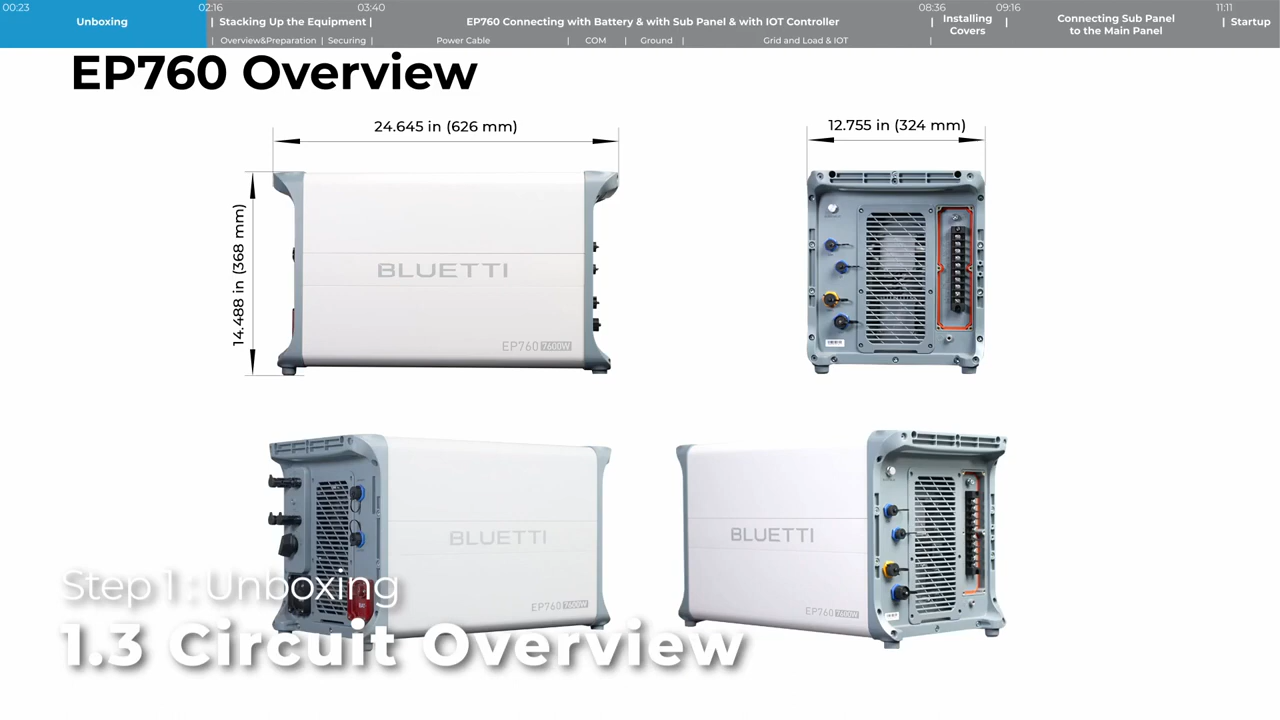 00:23
02:16
03:40
08:36
09:16
11:11
Unboxing
| Stacking Up the Equipment |
EP760 Connecting with Battery & with Sub Panel & with IOT Controller
| Installing Covers |
Connecting Sub Panel to the Main Panel
| Startup
| Overview&Preparation | Securing |
Power Cable
| COM
| Ground |
Grid and Load & IOT |
EP760 Overview
24.645 in (626 mm)
12.755 in (324 mm)
14.488 in (368 mm)
BLUETTI
EP760 7600W
BLUETTI
EP760 7600W
BLUETTI
EP760 7600W
Step 1 : Unboxing
1.3 Circuit Overview